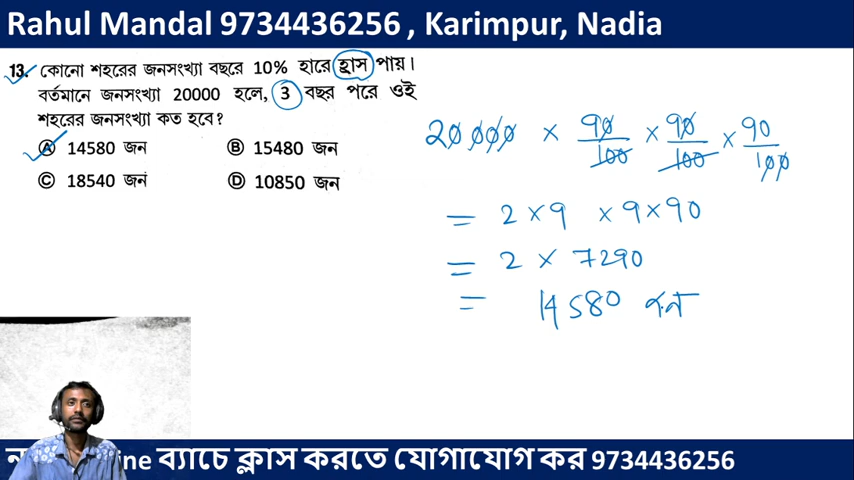 Rahul Mandal 9734436256 , Karimpur, Nadia
13. কোনো শহরের জনসংখ্যা বছরে 10% হারে হ্রাস পায়।
বর্তমানে জনসংখ্যা 20000 হলে, 3 বছর পরে ওই
শহরের জনসংখ্যা কত হবে?
Ⓐ 14580 জন Ⓑ 15480 জন
Ⓒ 18540 জন Ⓓ 10850 জন
20000 × 90/100 × 90/100 × 90/100
= 2 × 9 × 9 × 90
= 2 × 7290
= 14580 জন
ine ব্যাচে ক্লাস করতে যোগাযোগ কর 9734436256